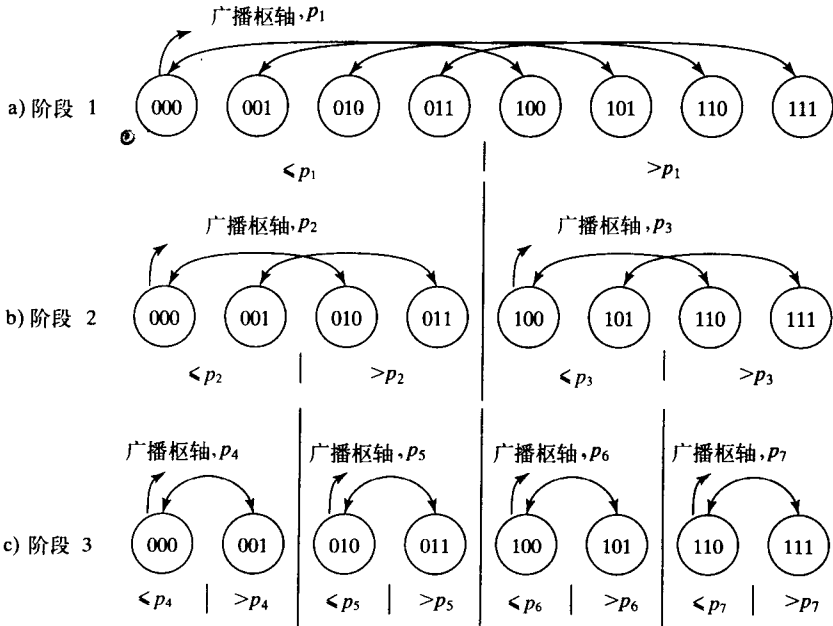 广播枢轴,p₁
a) 阶段 1 000 001 010 011 100 101 110 111
⩽p₁ >p₁
广播枢轴,p₂ 广播枢轴,p₃
b) 阶段 2 000 001 010 011 100 101 110 111
⩽p₂ >p₂ ⩽p₃ >p₃
广播枢轴,p₄ 广播枢轴,p₅ 广播枢轴,p₆ 广播枢轴,p₇
c) 阶段 3 000 001 010 011 100 101 110 111
⩽p₄ >p₄ ⩽p₅ >p₅ ⩽p₆ >p₆ ⩽p₇ >p₇